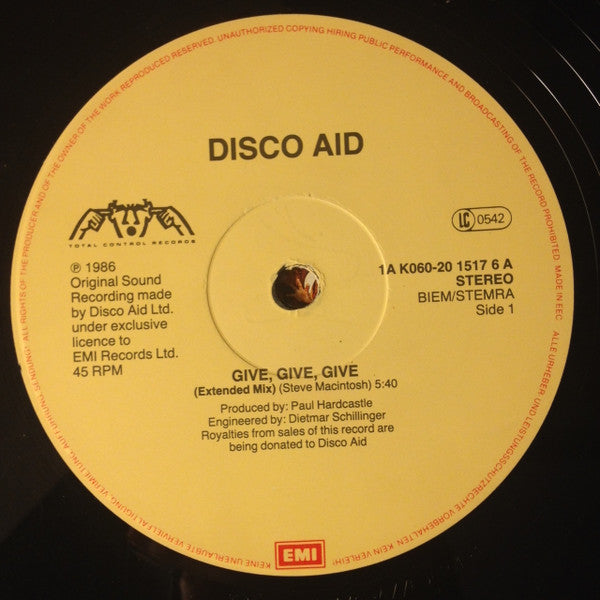 ALL RIGHTS OF THE PRODUCER AND OF THE OWNER OF THE WORK REPRODUCED RESERVED. UNAUTHORIZED COPYING HIRING PUBLIC PERFORMANCE AND BROADCASTING OF THE RECORD PROHIBITED. MADE IN EEC
DISCO AID
TOTAL CONTROL RECORDS
LC 0542
℗ 1986
Original Sound
Recording made
by Disco Aid Ltd.
under exclusive
licence to
EMI Records Ltd.
45 RPM
1A K060-20 1517 6 A
STEREO
BIEM/STEMRA
Side 1
GIVE, GIVE, GIVE
(Extended Mix) (Steve Macintosh) 5:40
Produced by: Paul Hardcastle
Engineered by: Dietmar Schillinger
Royalties from sales of this record are
being donated to Disco Aid
EMI
ALLE URHEBER UND LEISTUNGSSCHUTZRECHTE VORBEHALTEN. KEIN VERLEIH! KEINE UNERLAUBTE VERVIELFÄLTIGUNG, VERMIETUNG, AUFFÜHRUNG, SENDUNG!